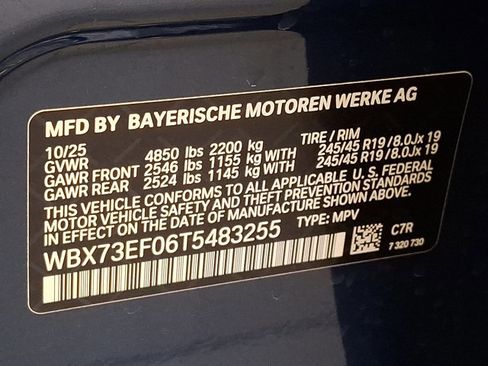 MFD BY BAYERISCHE MOTOREN WERKE AG
10/25 TIRE / RIM
GVWR 4850 lbs 2200 kg
GAWR FRONT 2546 lbs 1155 kg WITH 245/45 R19/8.0Jx 19
GAWR REAR 2524 lbs 1145 kg WITH 245/45 R19/8.0Jx 19
THIS VEHICLE CONFORMS TO ALL APPLICABLE U.S. FEDERAL
MOTOR VEHICLE SAFETY AND THEFT PREVENTION STANDARDS
IN EFFECT ON THE DATE OF MANUFACTURE SHOWN ABOVE.
WBX73EF06T5483255 TYPE: MPV C7R
7 320 730